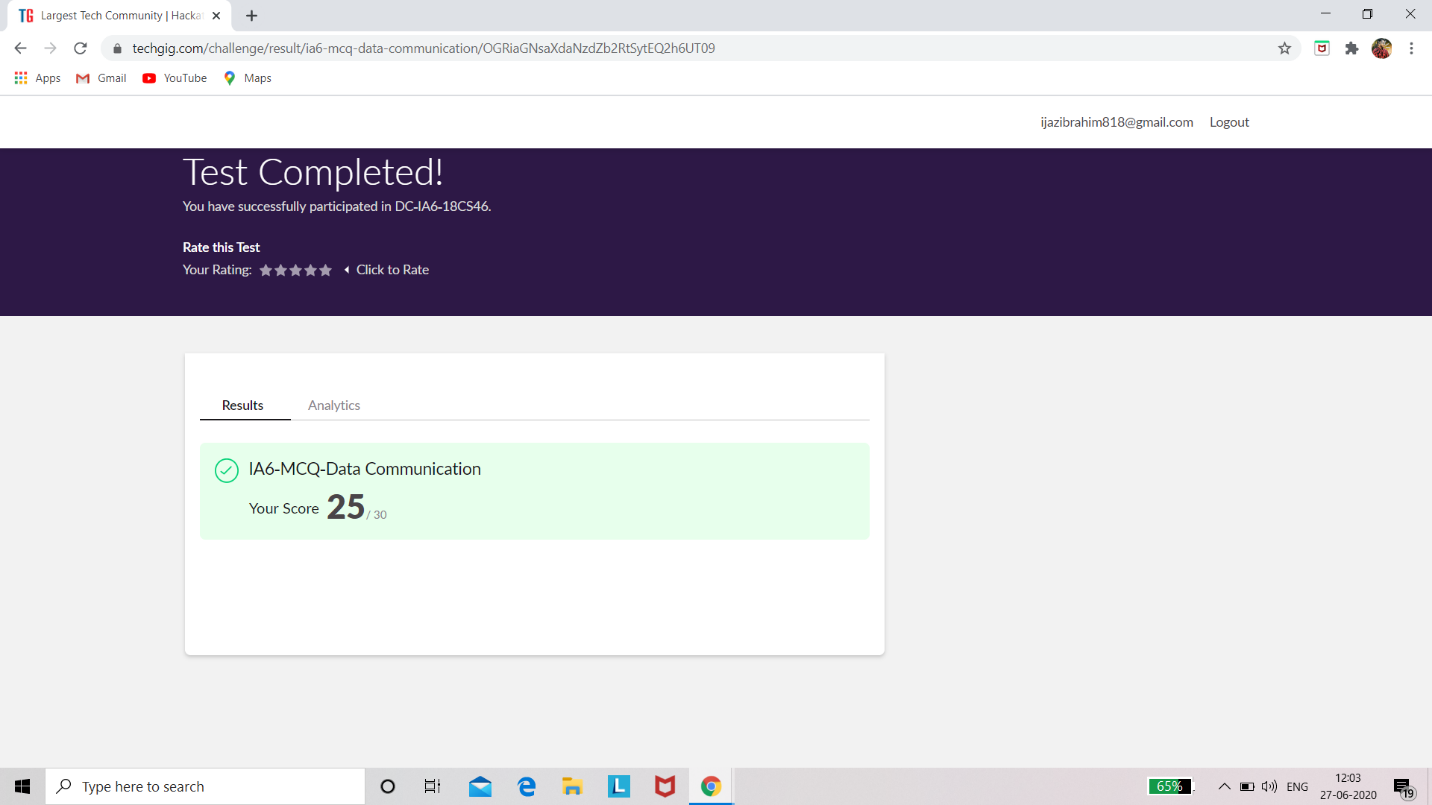 TG Largest Tech Community | Hacka
techgig.com/challenge/result/ia6-mcq-data-communication/OGRiaGNsaXdaNzdZb2RtSytEQ2h6UT09
Apps Gmail YouTube Maps
ijazibrahim818@gmail.com Logout
Test Completed!
You have successfully participated in DC-IA6-18CS46.
Rate this Test
Your Rating: Click to Rate
Results Analytics
IA6-MCQ-Data Communication
Your Score 25 / 30
Type here to search
L
65%
ENG
12:03
27-06-2020
19